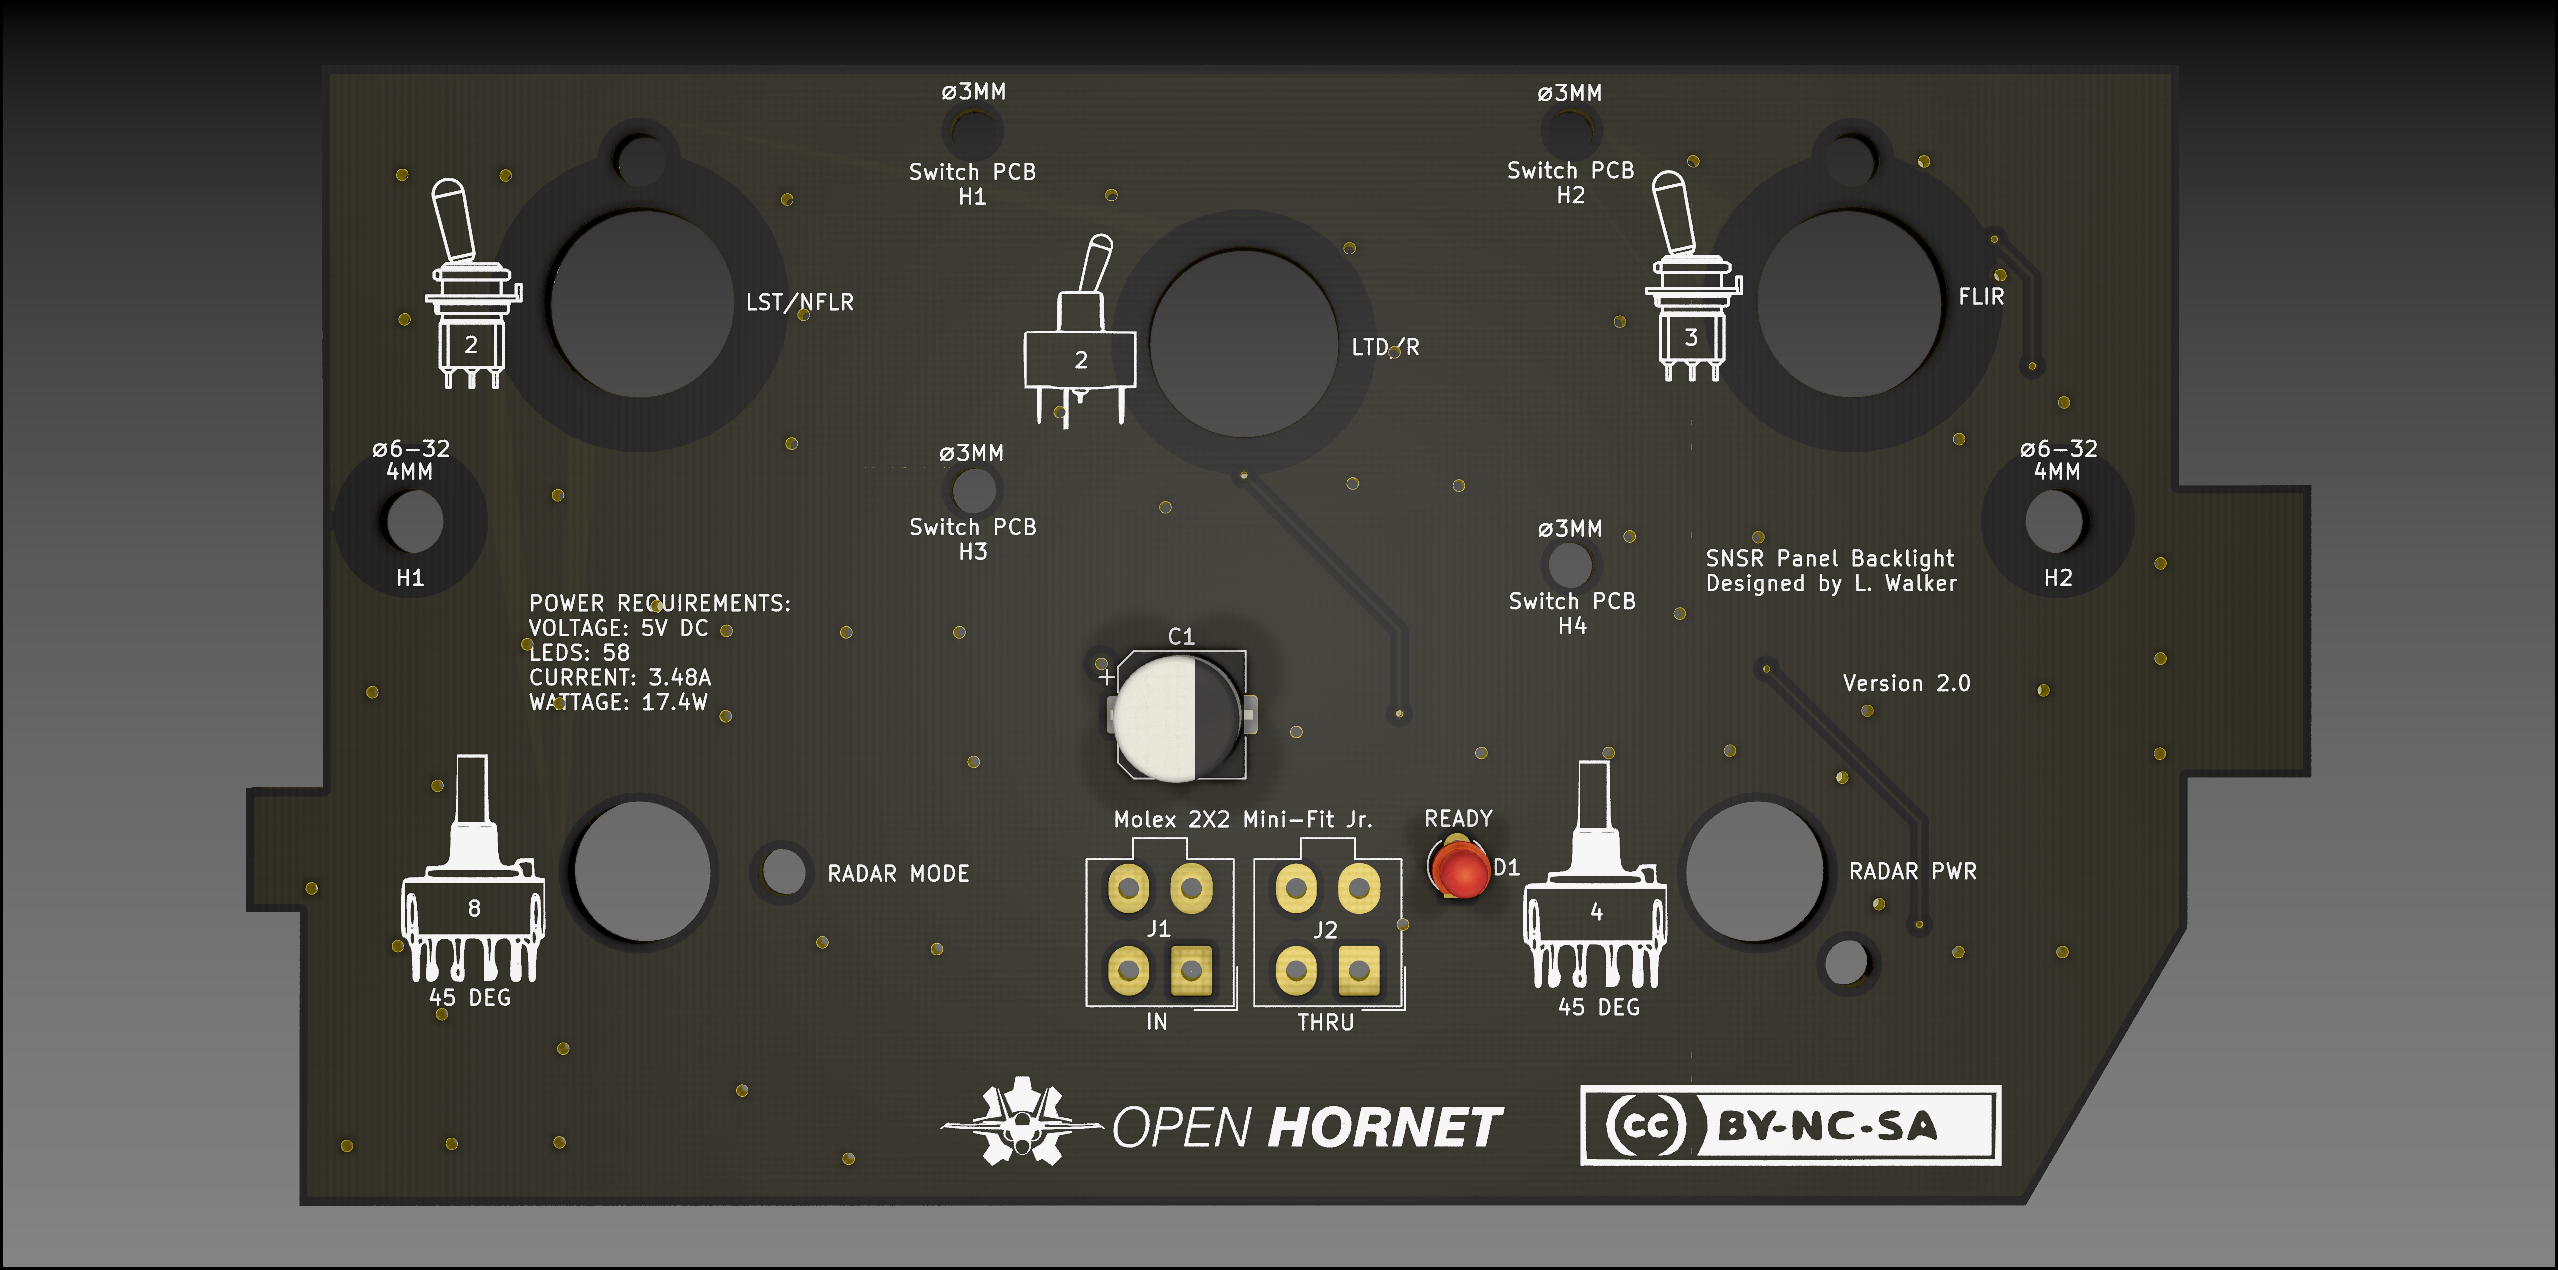 ø3MM
ø3MM
Switch PCB
H1
Switch PCB
H2
LST/NFLR
FLIR
2
2
3
LTD/R
ø6-32
4MM
ø3MM
ø6-32
4MM
Switch PCB
H3
ø3MM
H1
SNSR Panel Backlight
Designed by L. Walker
H2
Switch PCB
H4
POWER REQUIREMENTS:
VOLTAGE: 5V DC
LEDS: 58
CURRENT: 3.48A
WATTAGE: 17.4W
C1
+
Version 2.0
Molex 2X2 Mini-Fit Jr.
READY
D1
RADAR MODE
RADAR PWR
8
4
J1
J2
45 DEG
45 DEG
IN
THRU
OPEN HORNET
cc BY-NC-SA